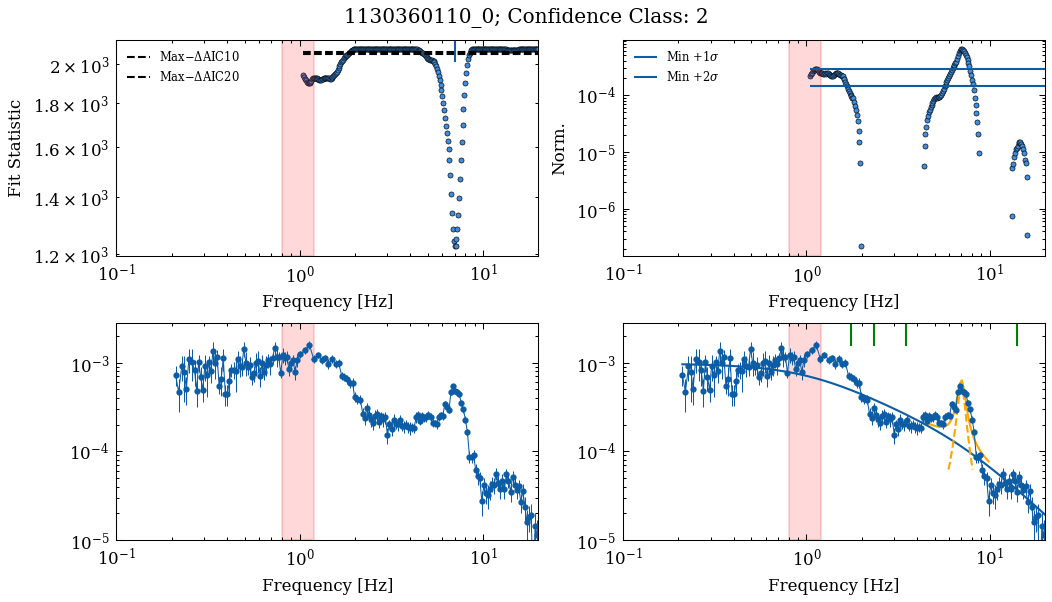 1130360110_0; Confidence Class: 2
Max−ΔAIC10
Max−ΔAIC20
Fit Statistic
2 × 10³
1.8 × 10³
1.6 × 10³
1.4 × 10³
1.2 × 10³
10⁻¹
10⁰
10¹
Frequency [Hz]
Min +1σ
Min +2σ
Norm.
10⁻⁴
10⁻⁵
10⁻⁶
10⁻¹
10⁰
10¹
Frequency [Hz]
10⁻³
10⁻⁴
10⁻⁵
10⁻¹
10⁰
10¹
Frequency [Hz]
10⁻³
10⁻⁴
10⁻⁵
10⁻¹
10⁰
10¹
Frequency [Hz]